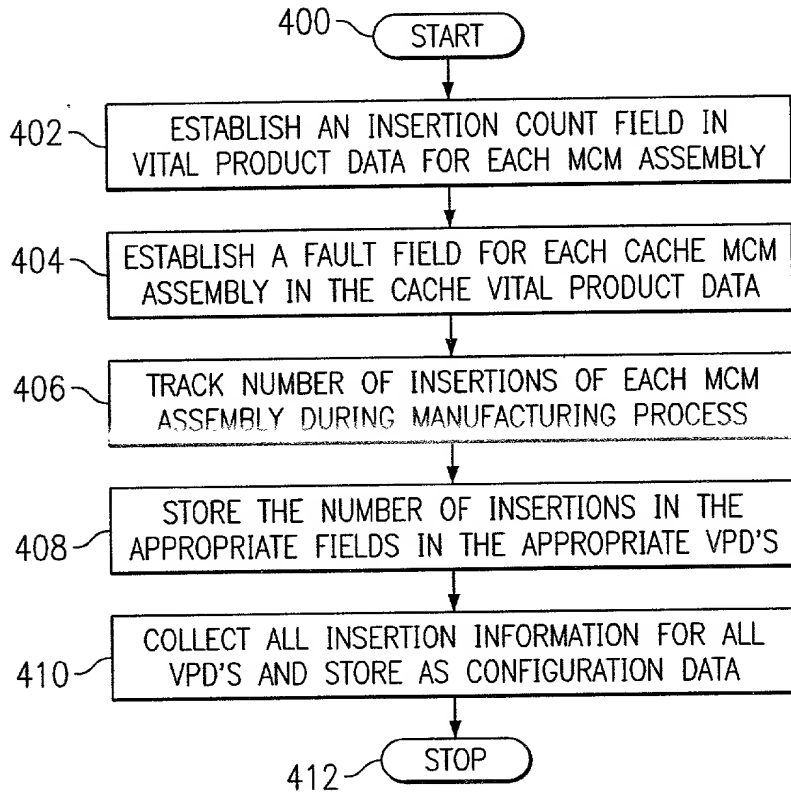 400
START
402
ESTABLISH AN INSERTION COUNT FIELD IN
VITAL PRODUCT DATA FOR EACH MCM ASSEMBLY
404
ESTABLISH A FAULT FIELD FOR EACH CACHE MCM
ASSEMBLY IN THE CACHE VITAL PRODUCT DATA
406
TRACK NUMBER OF INSERTIONS OF EACH MCM
ASSEMBLY DURING MANUFACTURING PROCESS
408
STORE THE NUMBER OF INSERTIONS IN THE
APPROPRIATE FIELDS IN THE APPROPRIATE VPD'S
410
COLLECT ALL INSERTION INFORMATION FOR ALL
VPD'S AND STORE AS CONFIGURATION DATA
412
STOP